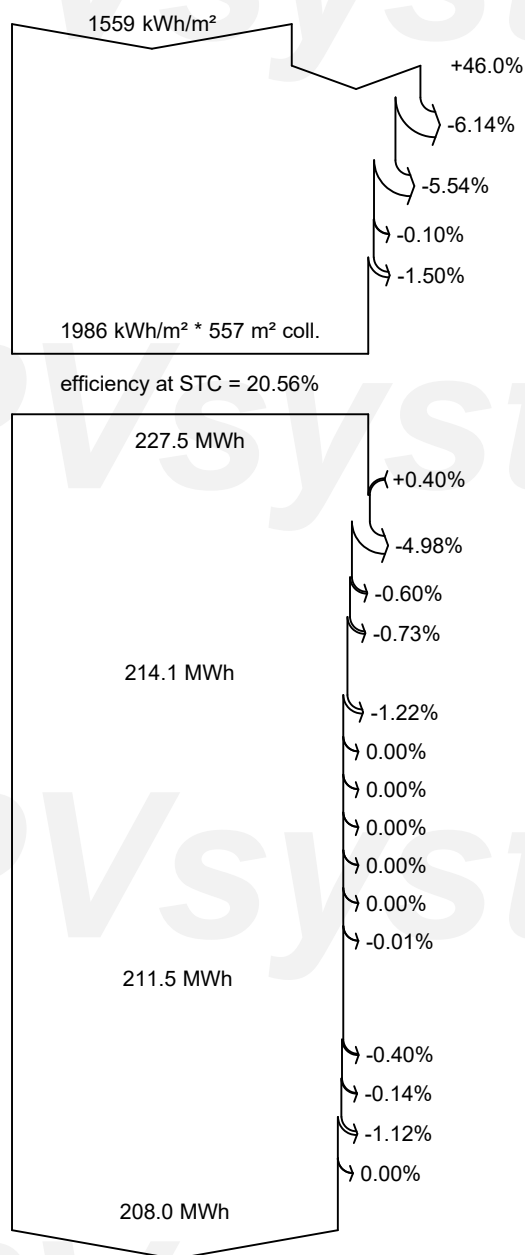 1559 kWh/m²
+46.0%
-6.14%
-5.54%
-0.10%
-1.50%
1986 kWh/m² * 557 m² coll.
efficiency at STC = 20.56%
227.5 MWh
+0.40%
-4.98%
-0.60%
-0.73%
214.1 MWh
-1.22%
0.00%
0.00%
0.00%
0.00%
0.00%
-0.01%
211.5 MWh
-0.40%
-0.14%
-1.12%
0.00%
208.0 MWh
PVsyst
PVsyst